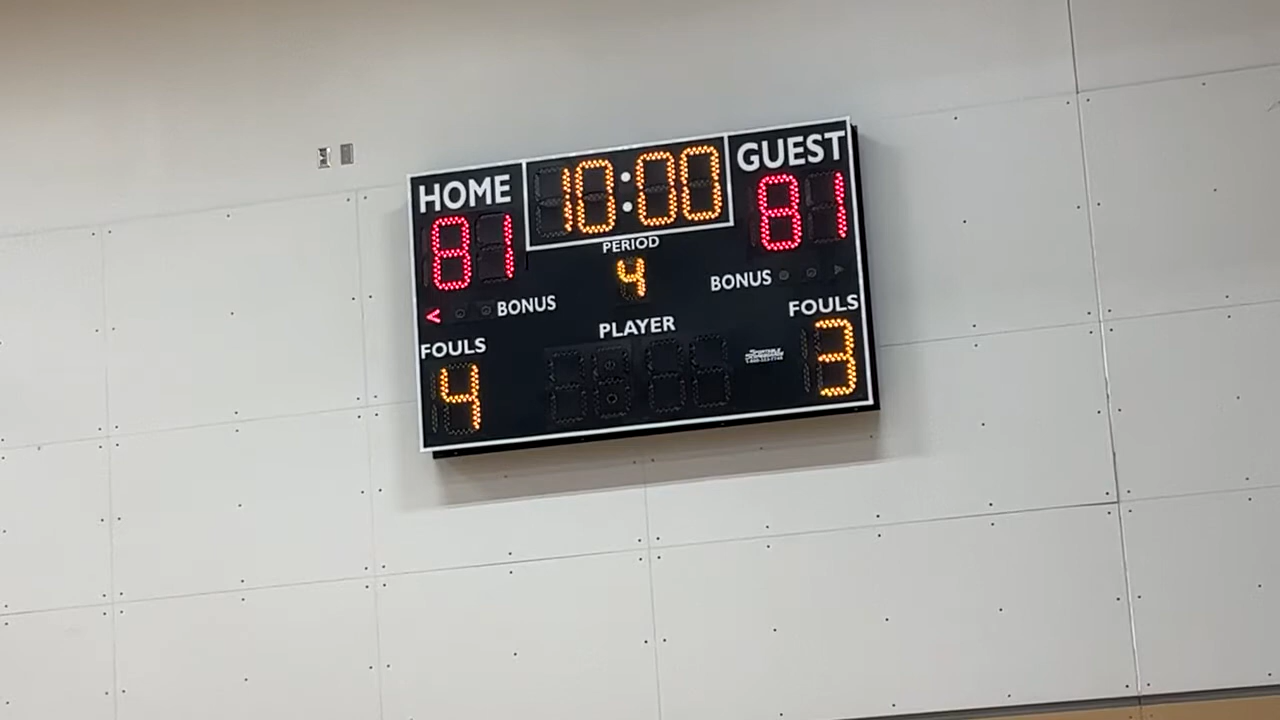 HOME
10:00
GUEST
81
81
PERIOD
4
< BONUS
BONUS
FOULS
PLAYER
FOULS
4
3